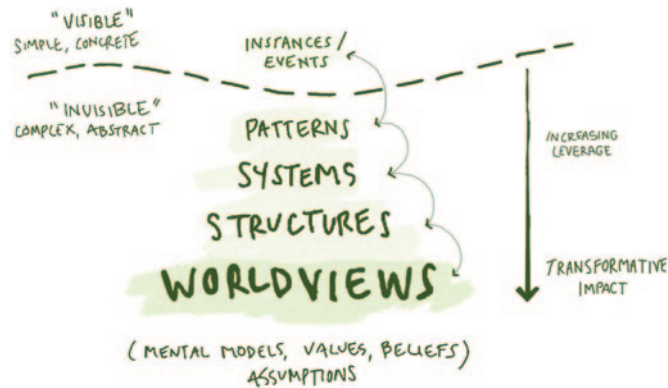 "VISIBLE"
SIMPLE, CONCRETE
INSTANCES/
EVENTS
"INVISIBLE"
COMPLEX, ABSTRACT
PATTERNS
INCREASING
LEVERAGE
SYSTEMS
STRUCTURES
WORLDVIEWS
TRANSFORMATIVE
IMPACT
(MENTAL MODELS, VALUES, BELIEFS)
ASSUMPTIONS